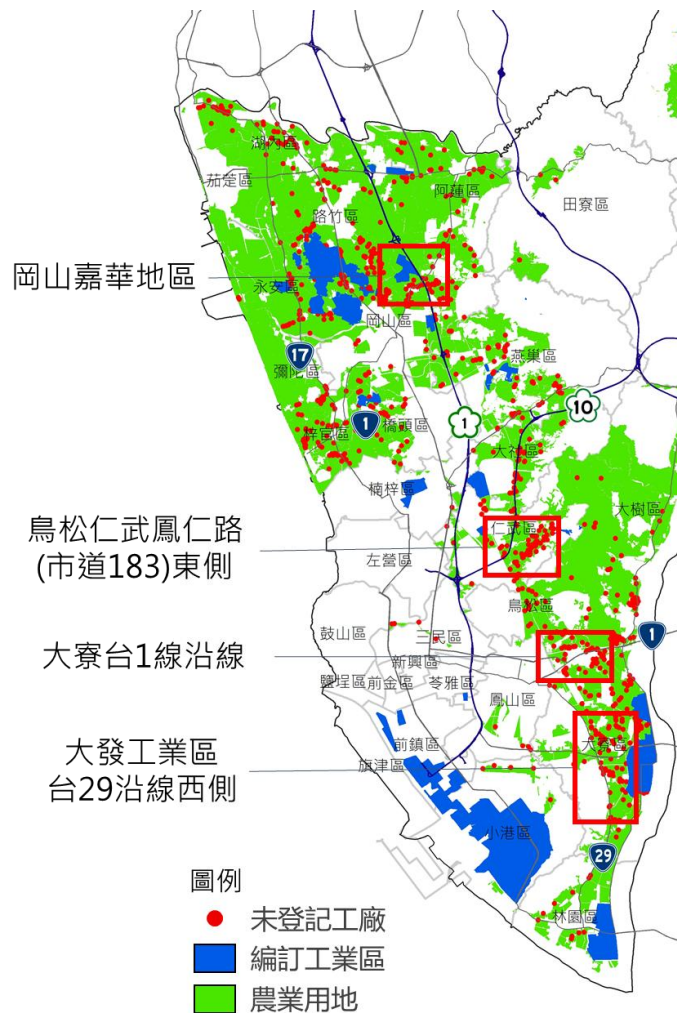 湖內區
茄萣區
阿蓮區
田寮區
路竹區
岡山嘉華地區
永安區
岡山區
17
彌陀區
燕巢區
10
1
1
梓官區
橋頭區
大社區
楠梓區
大樹區
鳥松仁武鳳仁路
(市道183)東側
仁武區
左營區
鳥松區
鼓山區
三民區
1
大寮台1線沿線
新興區
鹽埕區
前金區
苓雅區
鳳山區
大發工業區
台29沿線西側
前鎮區
大寮區
旗津區
小港區
29
林園區
圖例
未登記工廠
編訂工業區
農業用地